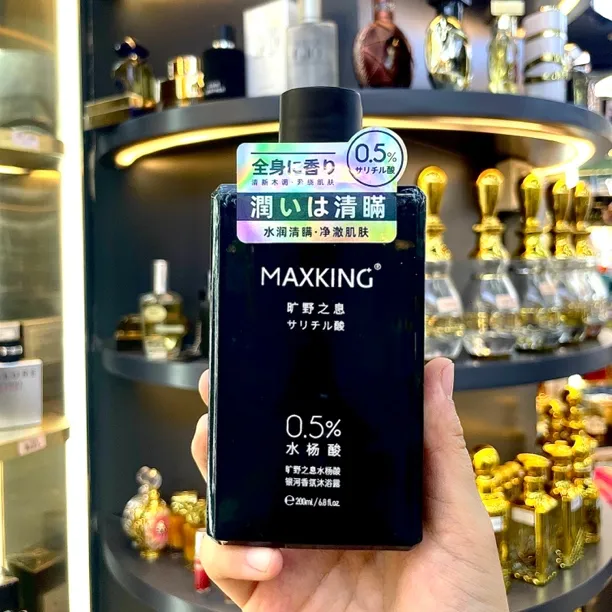 全身に香り
清新木调·养级肌肤
0.5%
サリチル酸
潤いは清瞞
水润清瞒·净澈肌肤
MAXKING®
旷野之息
サリチル酸
0.5%
水杨酸
旷野之息水杨酸
银河香氛沐浴露
℮ 200ml / 6.8 fl.oz.